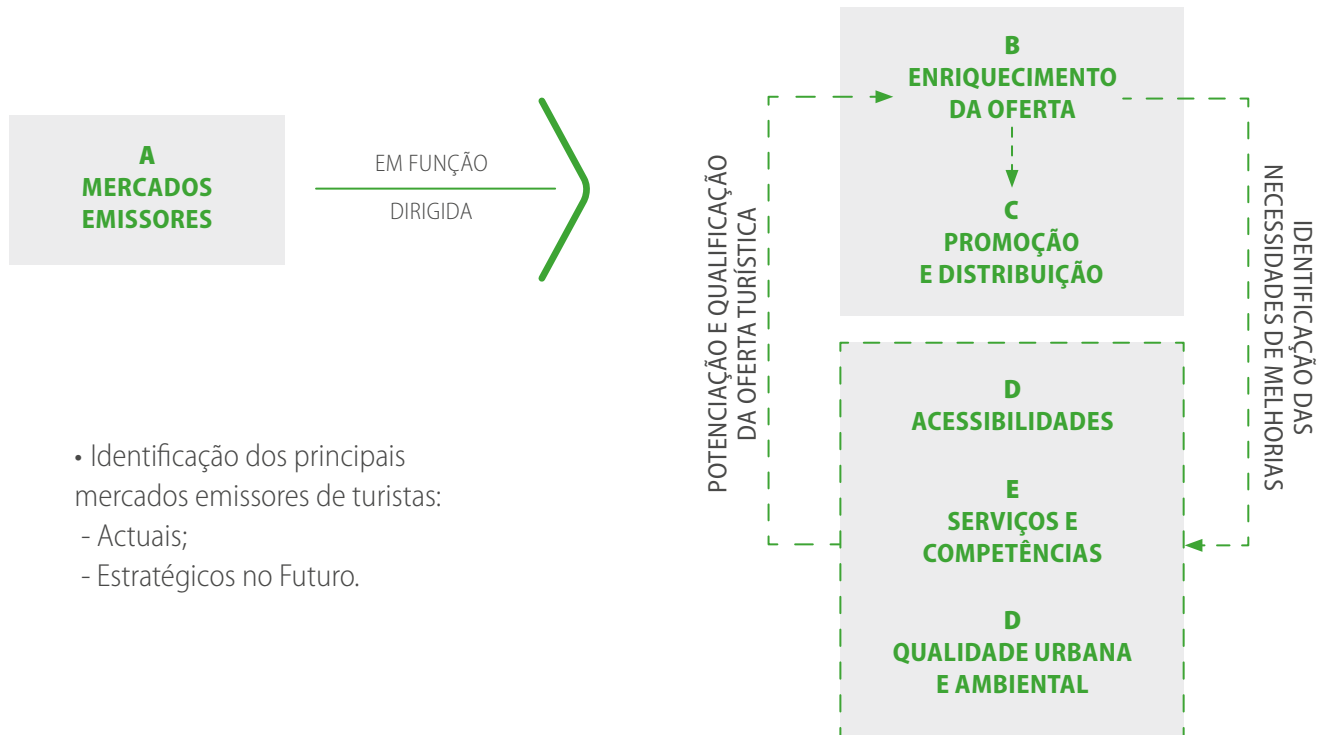 A
MERCADOS
EMISSORES
EM FUNÇÃO
DIRIGIDA
• Identificação dos principais
mercados emissores de turistas:
- Actuais;
- Estratégicos no Futuro.
POTENCIAÇÃO E QUALIFICAÇÃO
DA OFERTA TURÍSTICA
B
ENRIQUECIMENTO
DA OFERTA
C
PROMOÇÃO
E DISTRIBUIÇÃO
D
ACESSIBILIDADES
E
SERVIÇOS E
COMPETÊNCIAS
D
QUALIDADE URBANA
E AMBIENTAL
IDENTIFICAÇÃO DAS
NECESSIDADES DE MELHORIAS